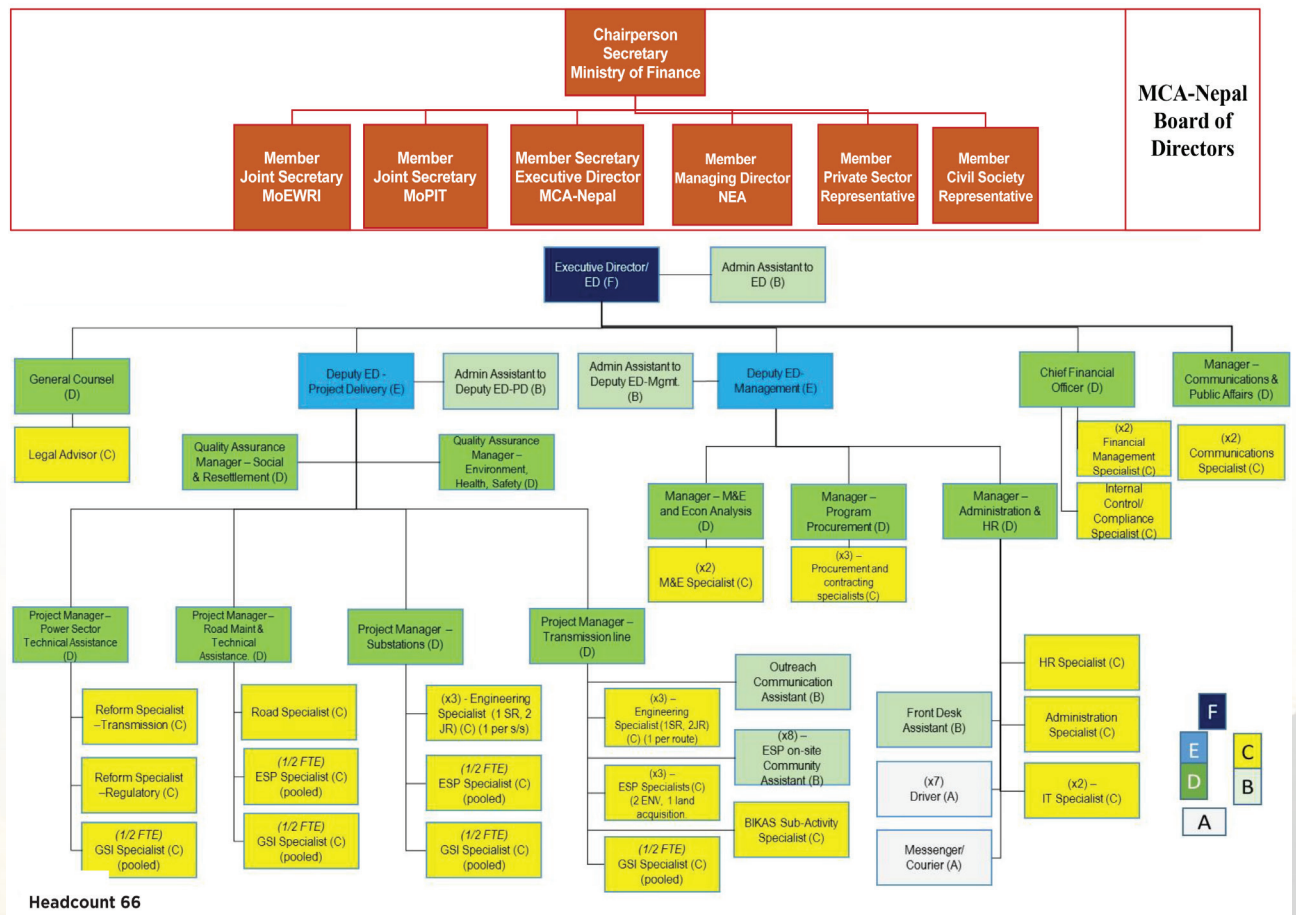 Chairperson
Secretary
Ministry of Finance
MCA-Nepal
Board of
Directors
Member
Joint Secretary
MoEWRI
Member
Joint Secretary
MoPIT
Member Secretary
Executive Director
MCA-Nepal
Member
Managing Director
NEA
Member
Private Sector
Representative
Member
Civil Society
Representative
Executive Director/
ED (F)
Admin Assistant to
ED (B)
General Counsel
(D)
Deputy ED -
Project Delivery (E)
Admin Assistant to
Deputy ED-PD (B)
Admin Assistant to
Deputy ED-Mgmt.
(B)
Deputy ED-
Management (E)
Chief Financial
Officer (D)
Manager –
Communications &
Public Affairs (D)
Legal Advisor (C)
Quality Assurance
Manager – Social
& Resettlement (D)
Quality Assurance
Manager –
Environment,
Health, Safety (D)
(x2)
Financial
Management
Specialist (C)
(x2)
Communications
Specialist (C)
Internal
Control/
Compliance
Specialist (C)
Manager – M&E
and Econ Analysis
(D)
Manager –
Program
Procurement (D)
Manager –
Administration &
HR (D)
(x2)
M&E Specialist (C)
(x3) –
Procurement and
contracting
specialists (C)
Project Manager –
Power Sector
Technical Assistance
(D)
Project Manager –
Road Maint &
Technical
Assistance. (D)
Project Manager –
Substations (D)
Project Manager –
Transmission line
(D)
Reform Specialist
–Transmission (C)
Reform Specialist
–Regulatory (C)
(1/2 FTE)
GSI Specialist (C)
(pooled)
Road Specialist (C)
(1/2 FTE)
ESP Specialist (C)
(pooled)
(1/2 FTE)
GSI Specialist (C)
(pooled)
(x3) - Engineering
Specialist (1 SR, 2
JR) (C) (1 per s/s)
(1/2 FTE)
ESP Specialist (C)
(pooled)
(1/2 FTE)
GSI Specialist (C)
(pooled)
(x3) –
Engineering
Specialist (1SR, 2JR)
(C) (1 per route)
(x3) –
ESP Specialists (C)
(2 ENV, 1 land
acquisition.
(1/2 FTE)
GSI Specialist (C)
(pooled)
Outreach
Communication
Assistant (B)
(x8) –
ESP on-site
Community
Assistant (B)
BIKAS Sub-Activity
Specialist (C)
Front Desk
Assistant (B)
(x7)
Driver (A)
Messenger/
Courier (A)
HR Specialist (C)
Administration
Specialist (C)
(x2) –
IT Specialist (C)
F
E
C
D
B
A
Headcount 66